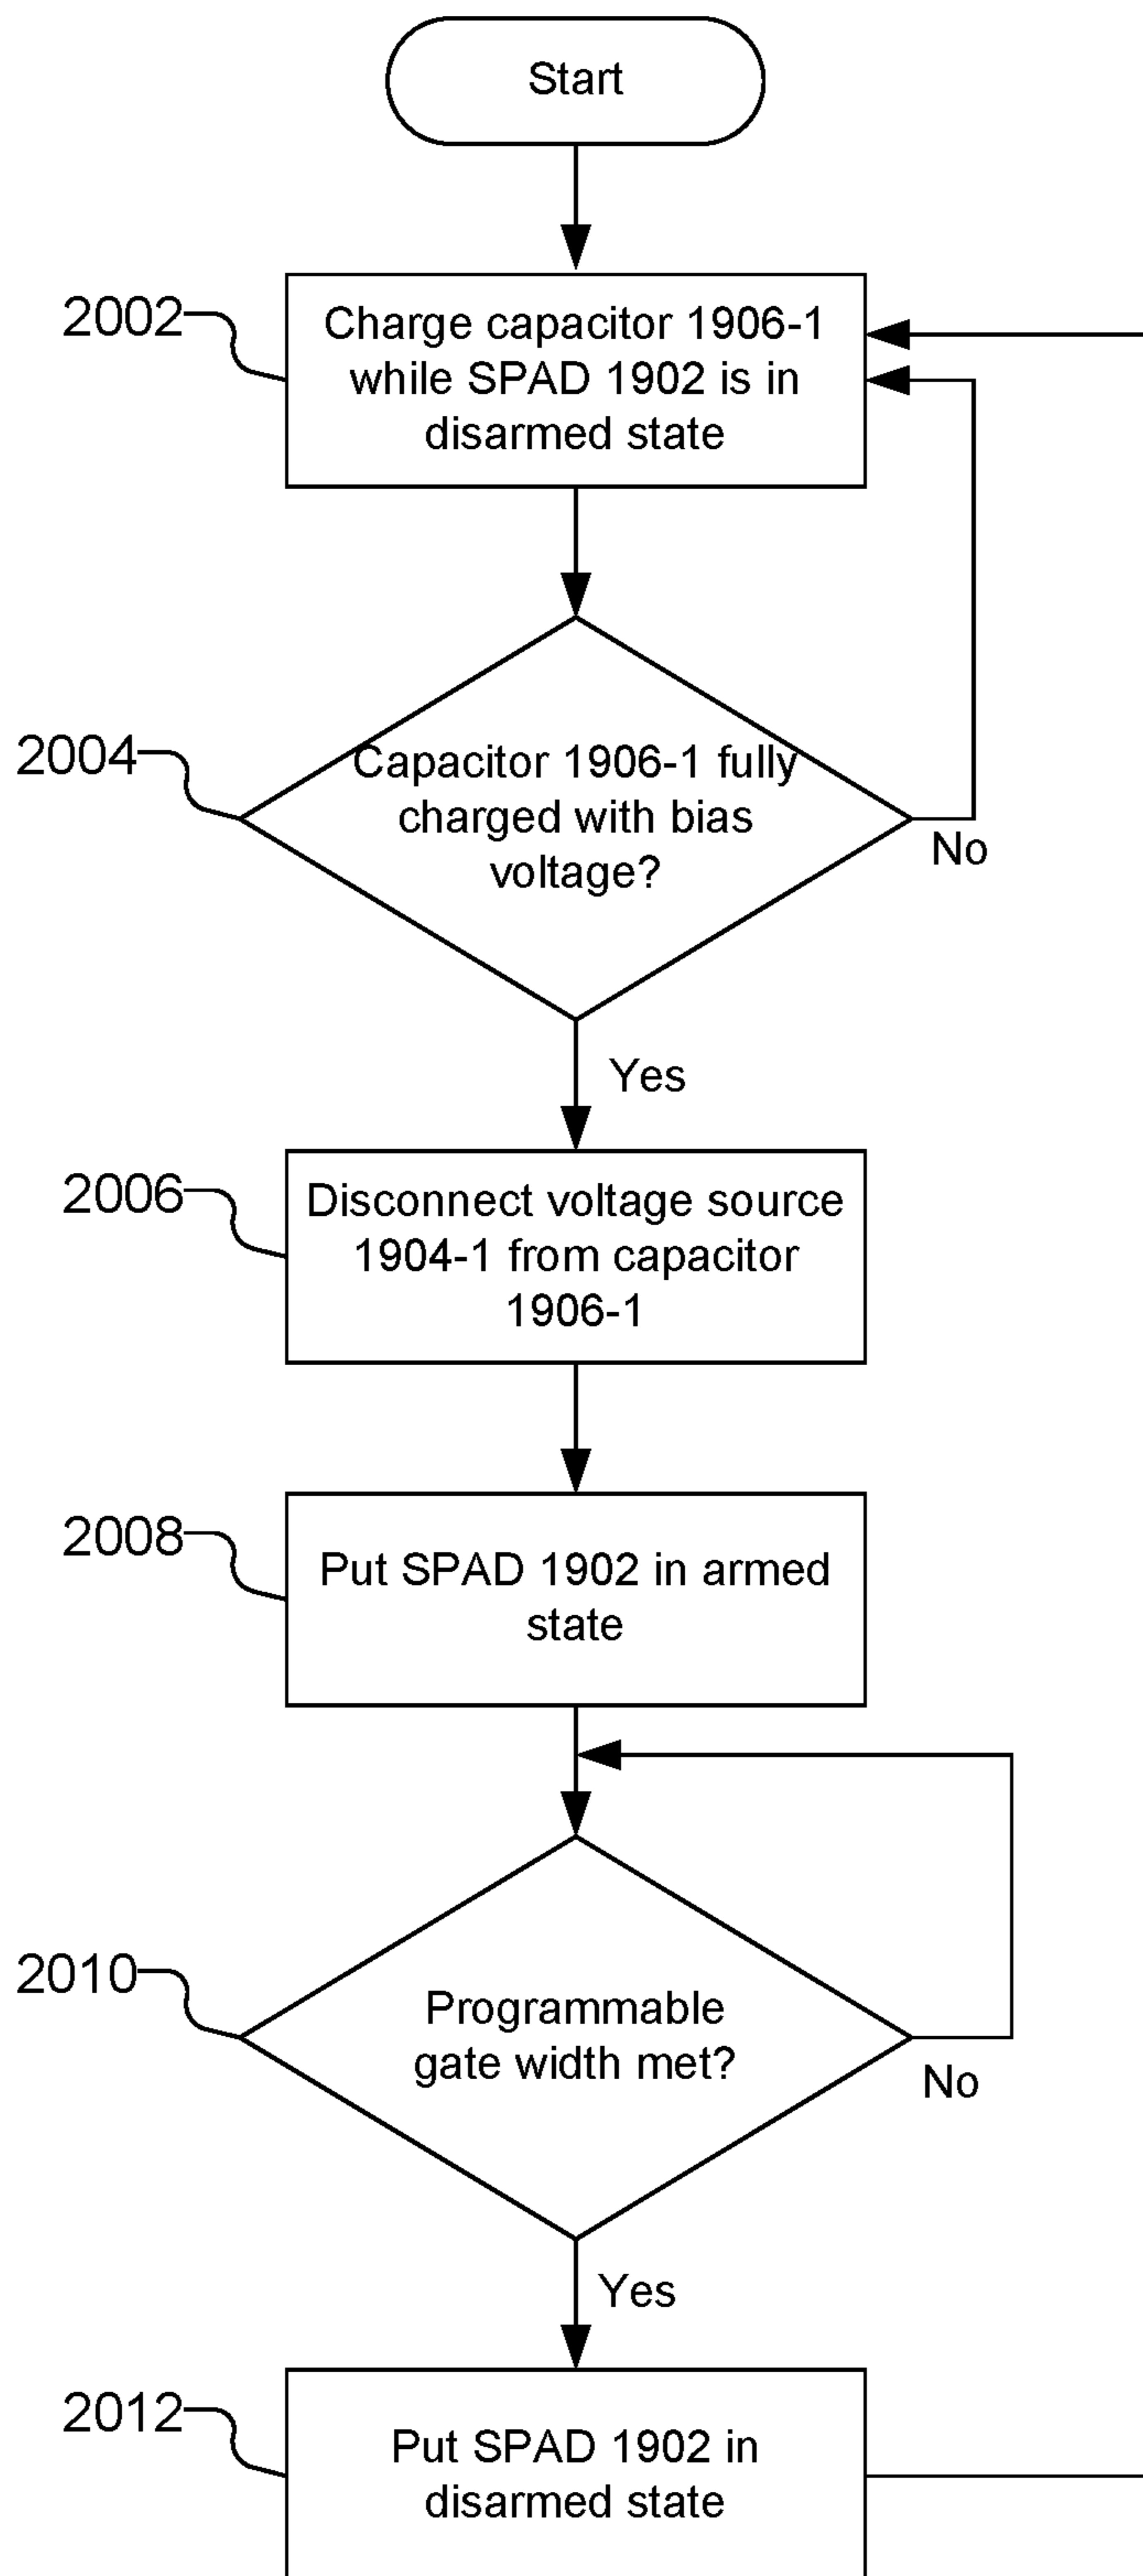 Start
2002
Charge capacitor 1906-1
while SPAD 1902 is in
disarmed state
2004
Capacitor 1906-1 fully
charged with bias
voltage?
No
Yes
2006
Disconnect voltage source
1904-1 from capacitor
1906-1
2008
Put SPAD 1902 in armed
state
2010
Programmable
gate width met?
No
Yes
2012
Put SPAD 1902 in
disarmed state